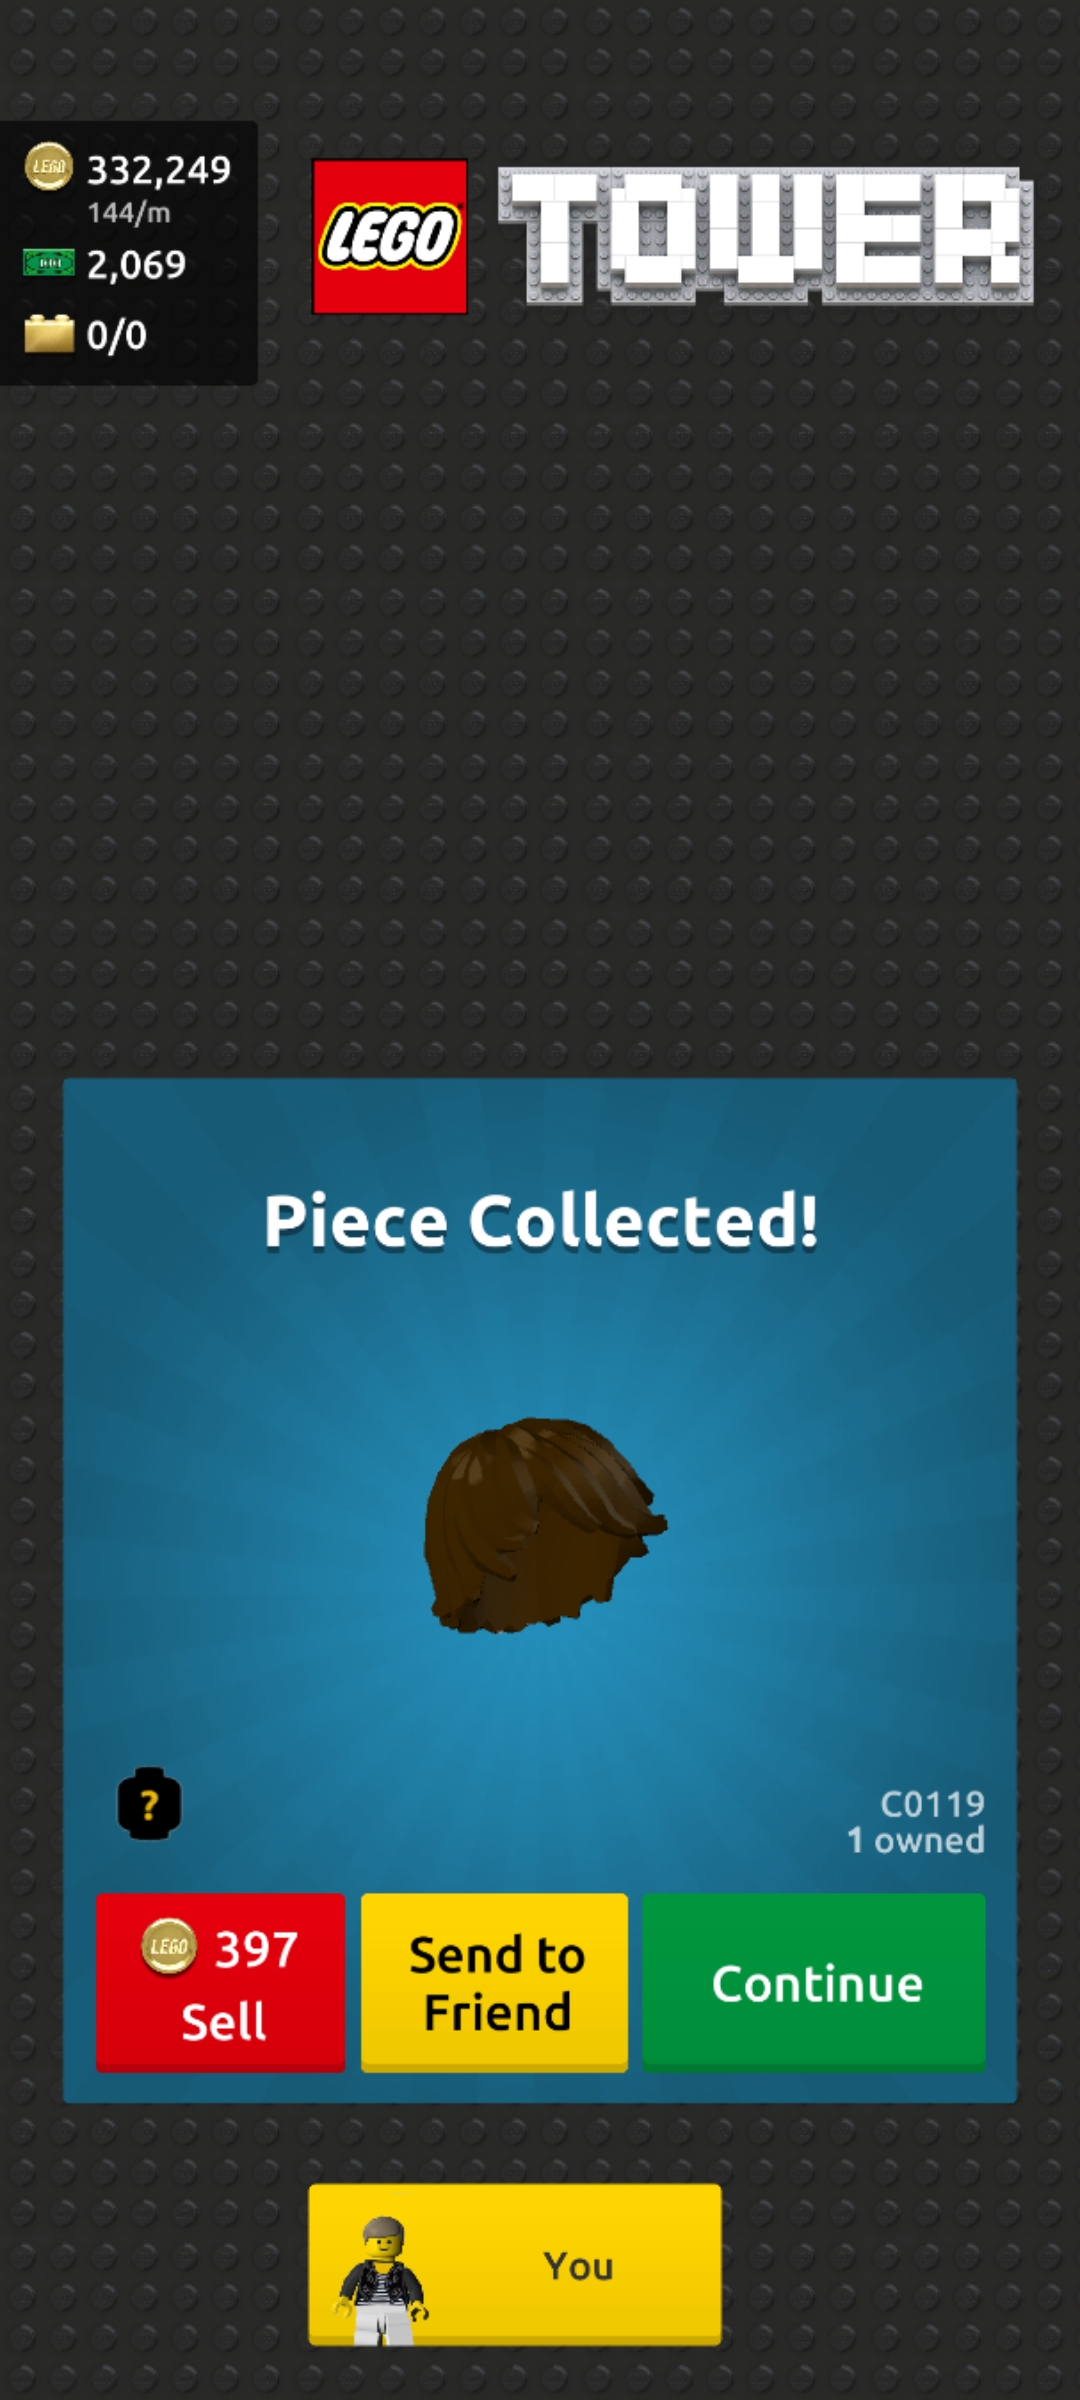 LEGO 332,249
144/m
2,069
0/0
LEGO TOWER
Piece Collected!
?
C0119
1 owned
LEGO 397
Sell
Send to
Friend
Continue
You